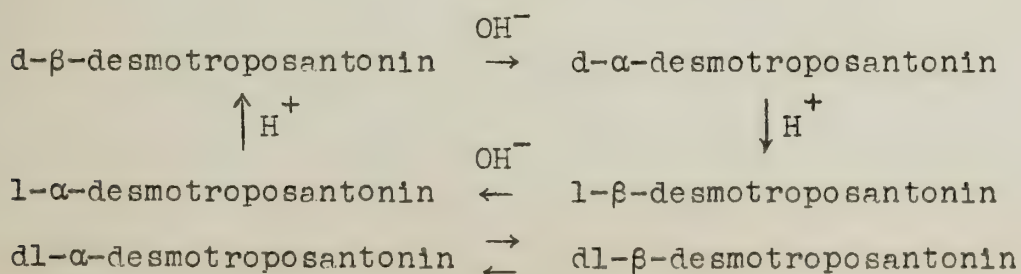 OH⁻
d-β-desmotroposantonin → d-α-desmotroposantonin
↑ H⁺ ↓ H⁺
OH⁻
l-α-desmotroposantonin ← l-β-desmotroposantonin
dl-α-desmotroposantonin ⇄ dl-β-desmotroposantonin